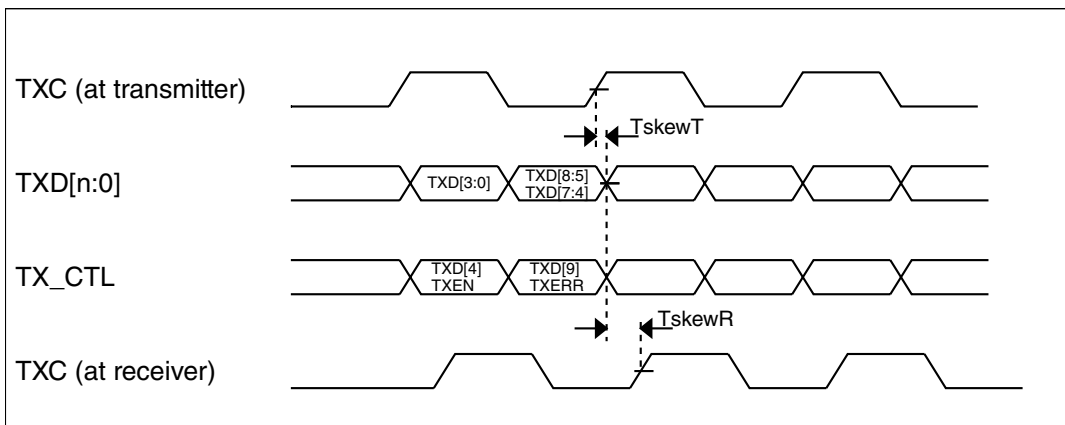 TXC (at transmitter)
TskewT
TXD[n:0]
TXD[3:0]
TXD[8:5]
TXD[7:4]
TX_CTL
TXD[4]
TXEN
TXD[9]
TXERR
TskewR
TXC (at receiver)